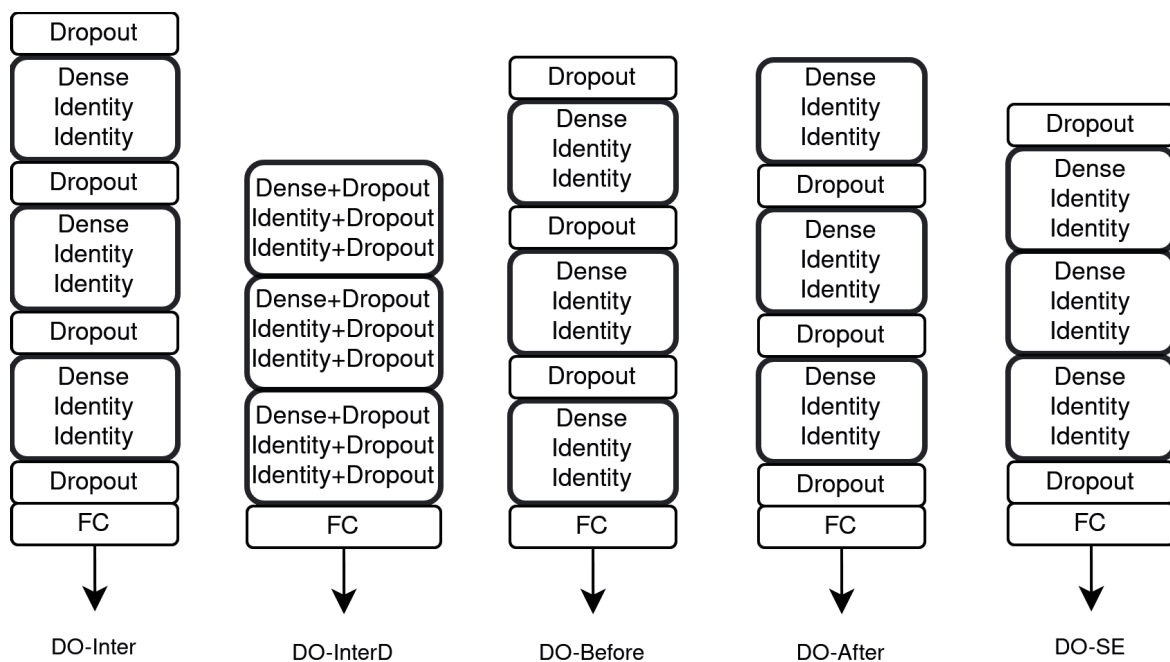 Dropout
Dense
Identity
Identity
Dropout
Dense
Identity
Identity
Dropout
Dense
Identity
Identity
Dropout
FC
DO-Inter
Dense+Dropout
Identity+Dropout
Identity+Dropout
Dense+Dropout
Identity+Dropout
Identity+Dropout
Dense+Dropout
Identity+Dropout
Identity+Dropout
FC
DO-InterD
Dropout
Dense
Identity
Identity
Dropout
Dense
Identity
Identity
Dropout
Dense
Identity
Identity
FC
DO-Before
Dense
Identity
Identity
Dropout
Dense
Identity
Identity
Dropout
Dense
Identity
Identity
Dropout
FC
DO-After
Dropout
Dense
Identity
Identity
Dense
Identity
Identity
Dense
Identity
Identity
Dropout
FC
DO-SE